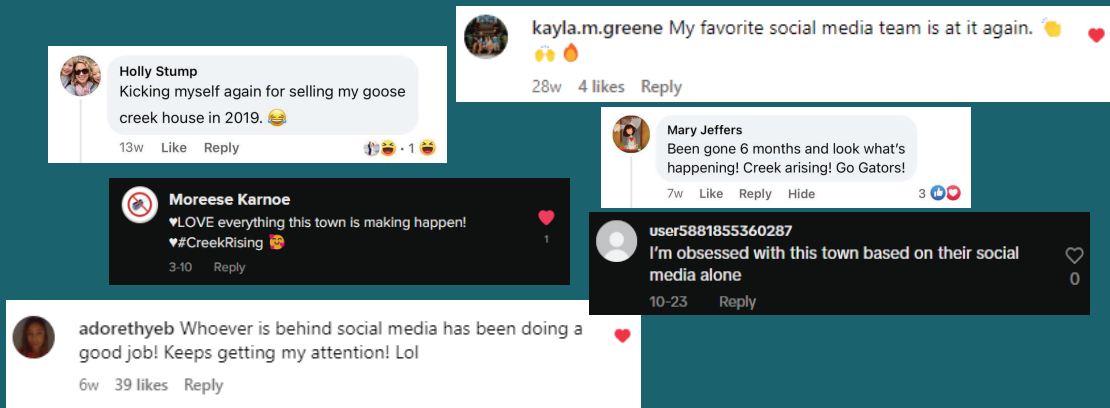 kayla.m.greene My favorite social media team is at it again. 👏
🙌 🔥
28w 4 likes Reply
Holly Stump
Kicking myself again for selling my goose
creek house in 2019. 😂
13w Like Reply 😆 · 1 😆
Mary Jeffers
Been gone 6 months and look what's
happening! Creek arising! Go Gators!
7w Like Reply Hide 3
Moreese Karnoe
♥LOVE everything this town is making happen!
♥#CreekRising 🥰
1
3-10 Reply
user5881855360287
I'm obsessed with this town based on their social
media alone
0
10-23 Reply
adorethyeb Whoever is behind social media has been doing a
good job! Keeps getting my attention! Lol
6w 39 likes Reply